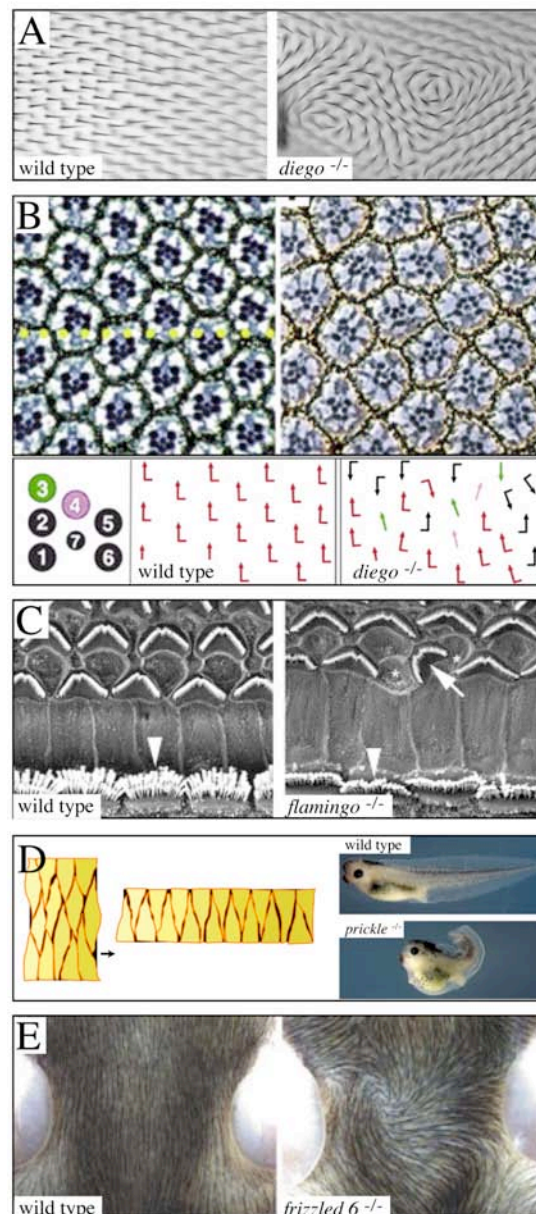 A
wild type
diego -/-
B
3
4
2
5
7
1
6
wild type
diego -/-
C
*
*
wild type
flamingo -/-
D
wild type
prickle -/-
E
wild type
frizzled 6 -/-